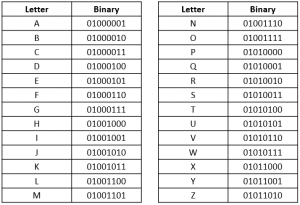 Letter Binary Letter Binary
A 01000001 N 01001110
B 01000010 O 01001111
C 01000011 P 01010000
D 01000100 Q 01010001
E 01000101 R 01010010
F 01000110 S 01010011
G 01000111 T 01010100
H 01001000 U 01010101
I 01001001 V 01010110
J 01001010 W 01010111
K 01001011 X 01011000
L 01001100 Y 01011001
M 01001101 Z 01011010